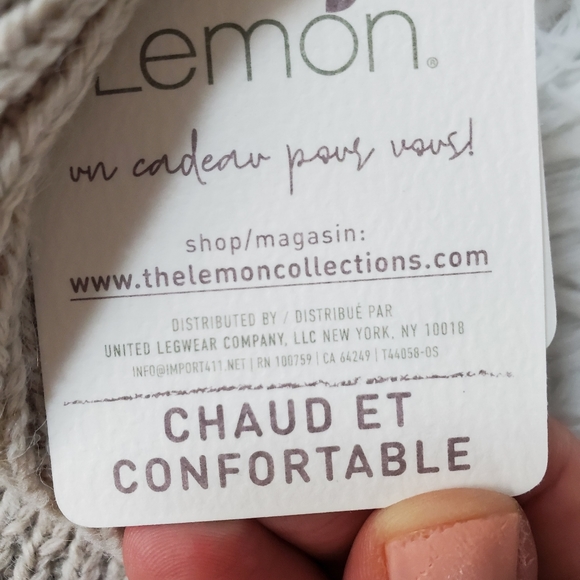 Lemon®
un cadeau pour vous!
shop/magasin:
www.thelemoncollections.com
DISTRIBUTED BY / DISTRIBUÉ PAR
UNITED LEGWEAR COMPANY, LLC NEW YORK, NY 10018
INFO@IMPORT411.NET | RN 100759 | CA 64249 | T44058-OS
CHAUD ET
CONFORTABLE